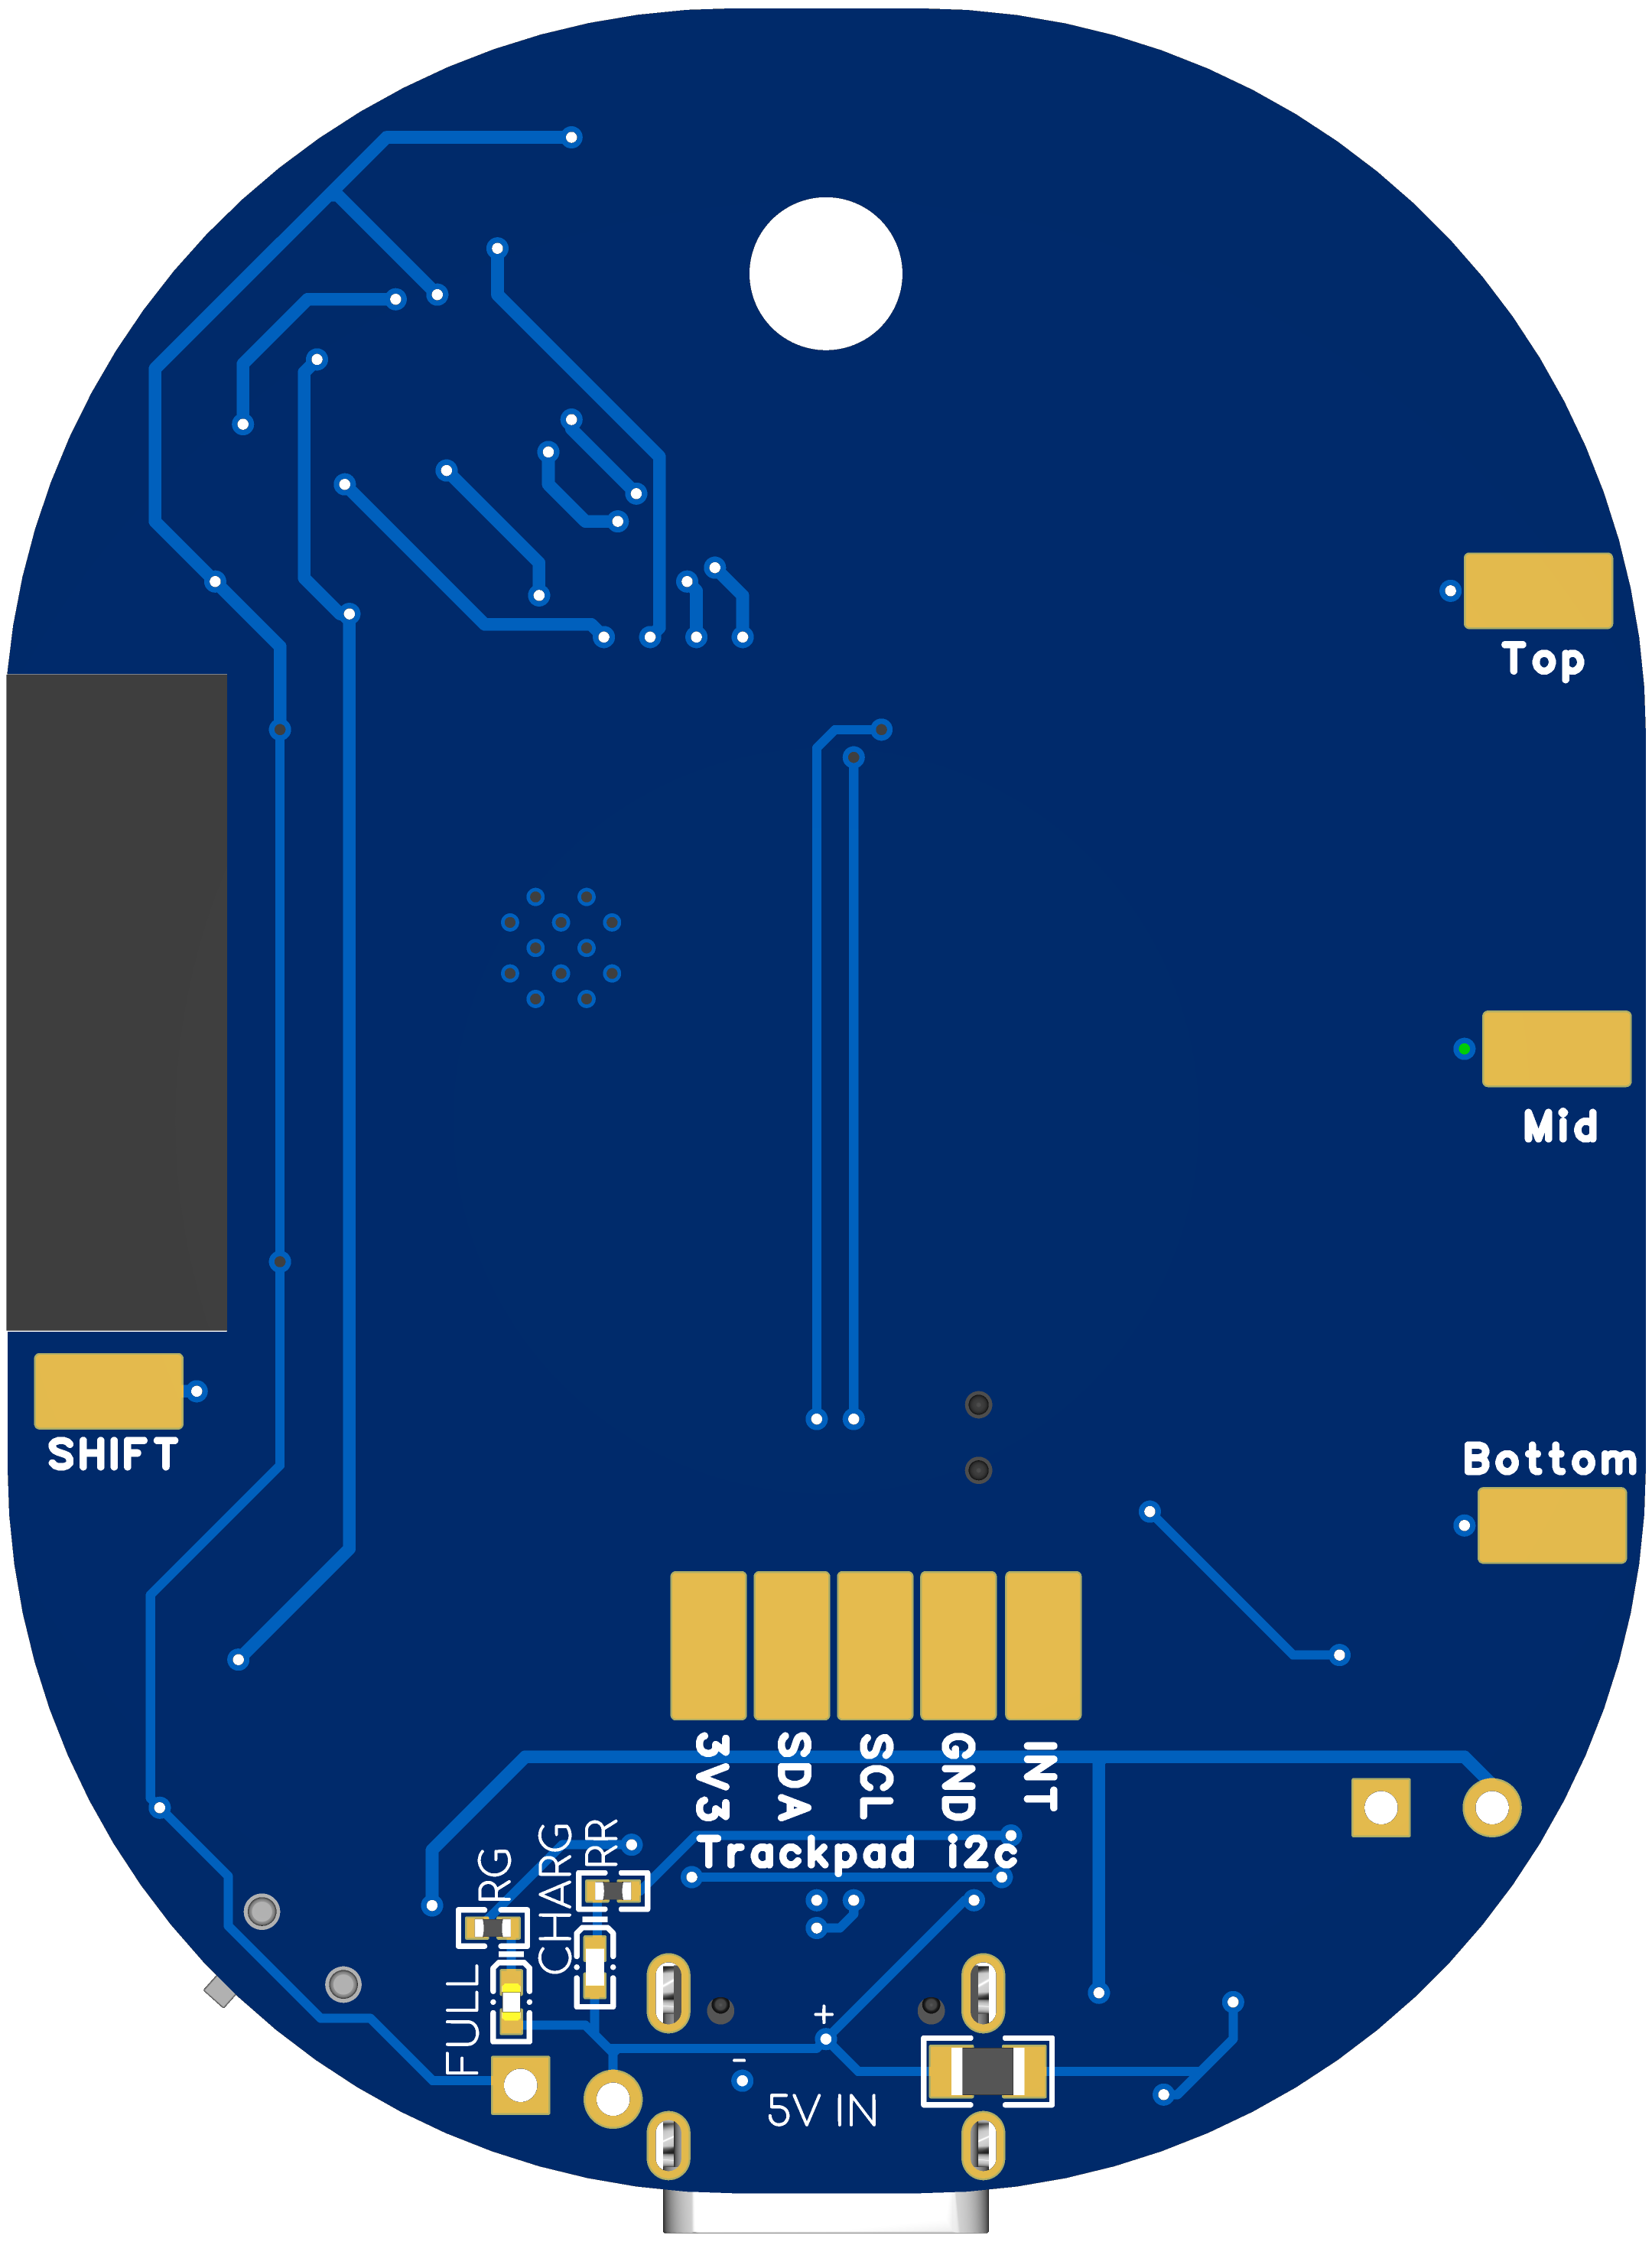 Top
Mid
SHIFT
Bottom
3V3
SDA
SCL
GND
INT
Trackpad i2c
RG
CHARG
RR
FULL
+
-
5V IN